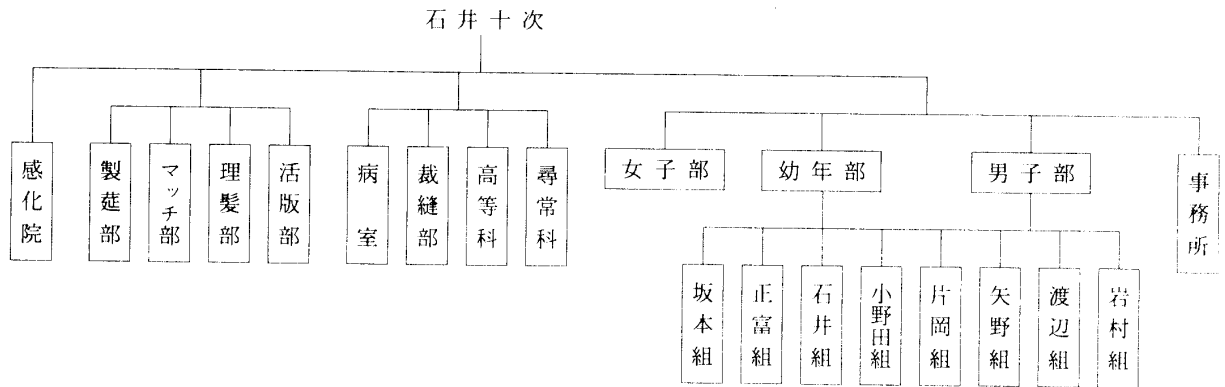 石井十次
感化院
製莚部
マッチ部
理髪部
活版部
病室
裁縫部
高等科
尋常科
女子部
幼年部
男子部
事務所
坂本組
正富組
石井組
小野田組
片岡組
矢野組
渡辺組
岩村組